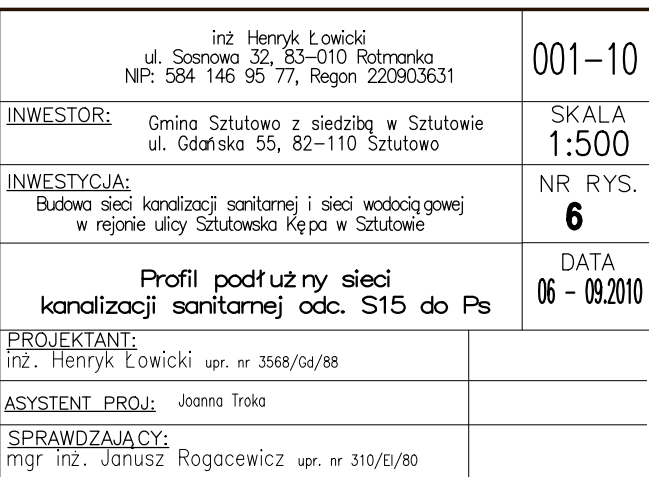 inż Henryk Łowicki
ul. Sosnowa 32, 83-010 Rotmanka
NIP: 584 146 95 77, Regon 220903631
001-10
INWESTOR:
Gmina Sztutowo z siedzibą w Sztutowie
ul. Gdańska 55, 82-110 Sztutowo
SKALA
1:500
INWESTYCJA:
Budowa sieci kanalizacji sanitarnej i sieci wodociągowej
w rejonie ulicy Sztutowska Kępa w Sztutowie
NR RYS.
6
Profil podłużny sieci
kanalizacji sanitarnej odc. S15 do Ps
DATA
06 - 09.2010
PROJEKTANT:
inż. Henryk Łowicki upr. nr 3568/Gd/88
ASYSTENT PROJ: Joanna Troka
SPRAWDZAJĄCY:
mgr inż. Janusz Rogacewicz upr. nr 310/El/80